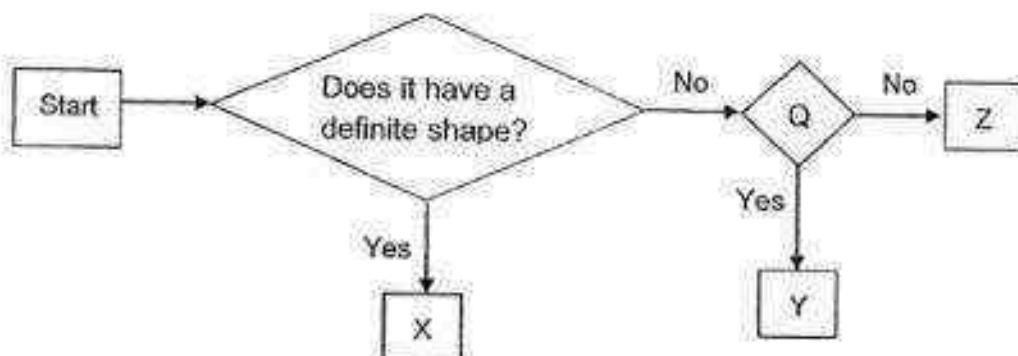 Start
Does it have a
definite shape?
No
Q
No
Z
Yes
Yes
X
Y